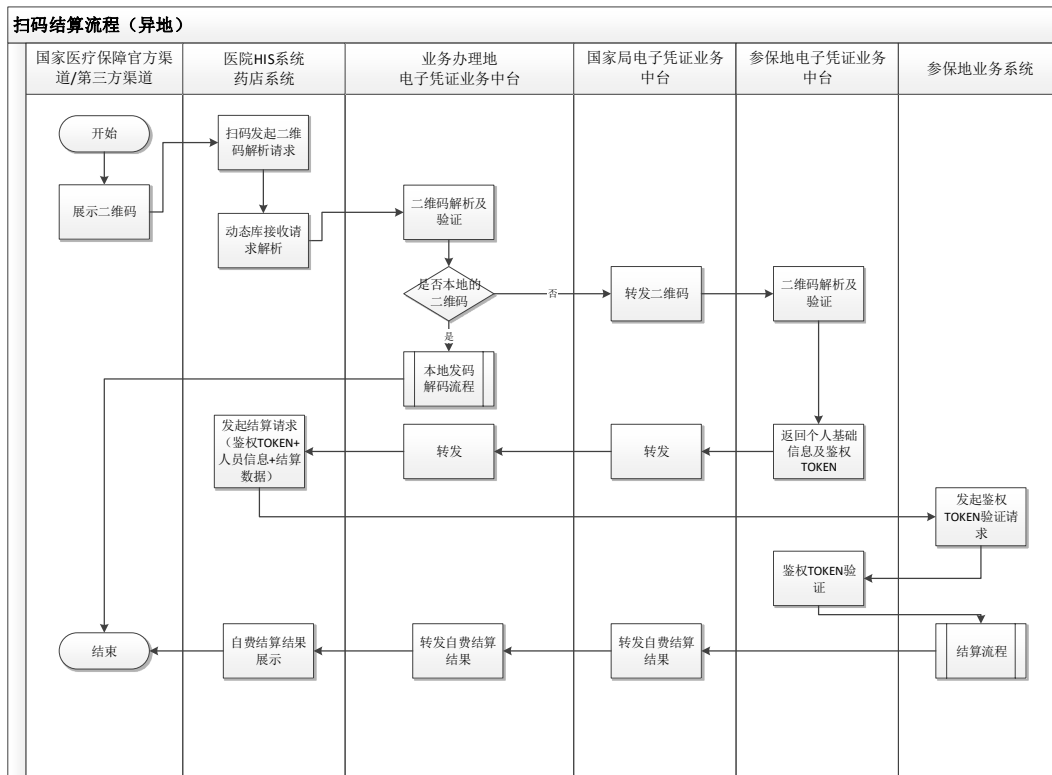 扫码结算流程（异地）
国家医疗保障官方渠
道/第三方渠道
医院HIS系统
药店系统
业务办理地
电子凭证业务中台
国家局电子凭证业务
中台
参保地电子凭证业务
中台
参保地业务系统
开始
扫码发起二维
码解析请求
展示二维码
动态库接收请
求解析
二维码解析及
验证
是否本地的
二维码
否
转发二维码
二维码解析及
验证
是
本地发码
解码流程
发起结算请求
（鉴权TOKEN+
人员信息+结算
数据）
转发
转发
返回个人基础
信息及鉴权
TOKEN
发起鉴权
TOKEN验证请
求
鉴权TOKEN验
证
结束
自费结算结果
展示
转发自费结算
结果
转发自费结算
结果
结算流程